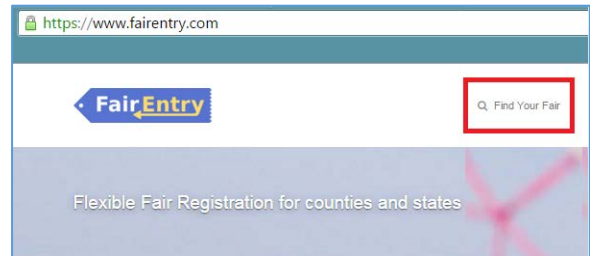 https://www.fairentry.com
FairEntry
Find Your Fair
Flexible Fair Registration for counties and states